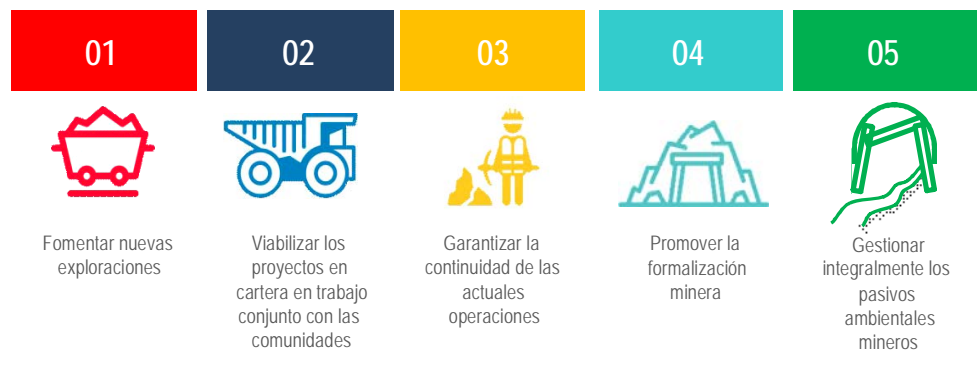 01
02
03
04
05
Fomentar nuevas
exploraciones
Viabilizar los
proyectos en
cartera en trabajo
conjunto con las
comunidades
Garantizar la
continuidad de las
actuales
operaciones
Promover la
formalización
minera
Gestionar
integralmente los
pasivos
ambientales
mineros